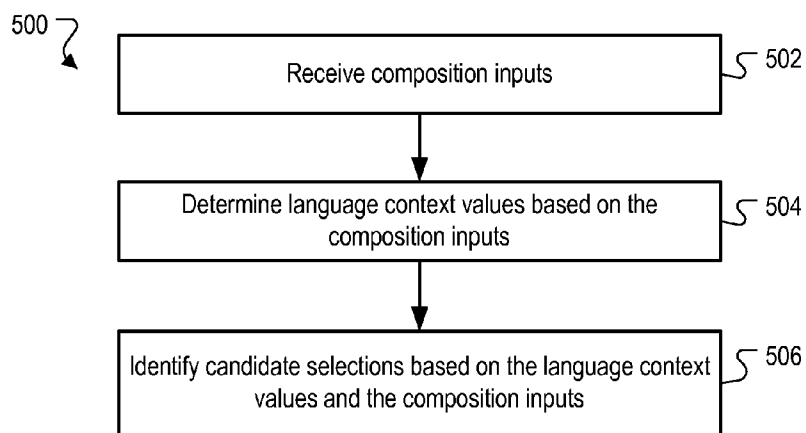 500
Receive composition inputs
502
Determine language context values based on the
composition inputs
504
Identify candidate selections based on the language context
values and the composition inputs
506